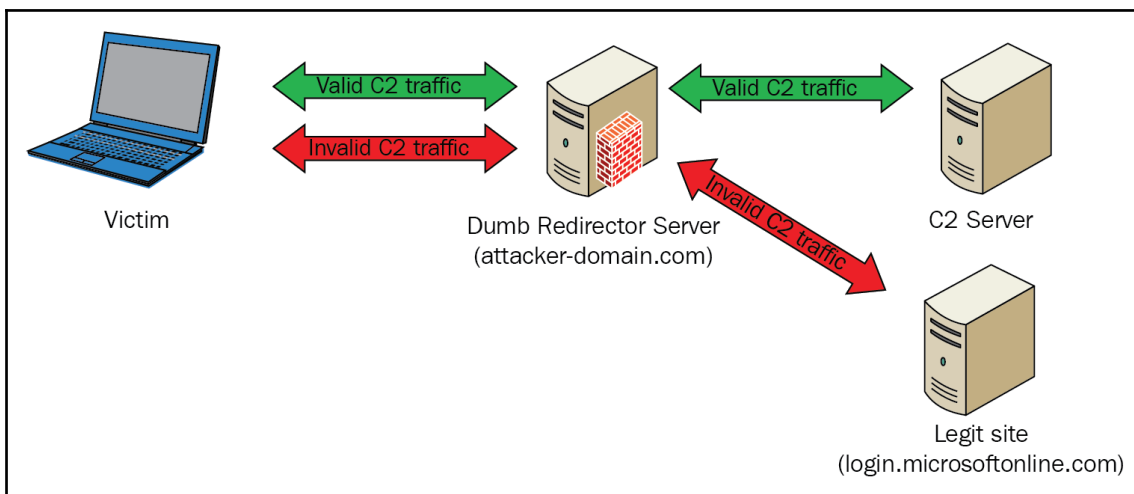 Valid C2 traffic
Valid C2 traffic
Invalid C2 traffic
Invalid C2 traffic
Victim
Dumb Redirector Server
(attacker-domain.com)
C2 Server
Legit site
(login.microsoftonline.com)